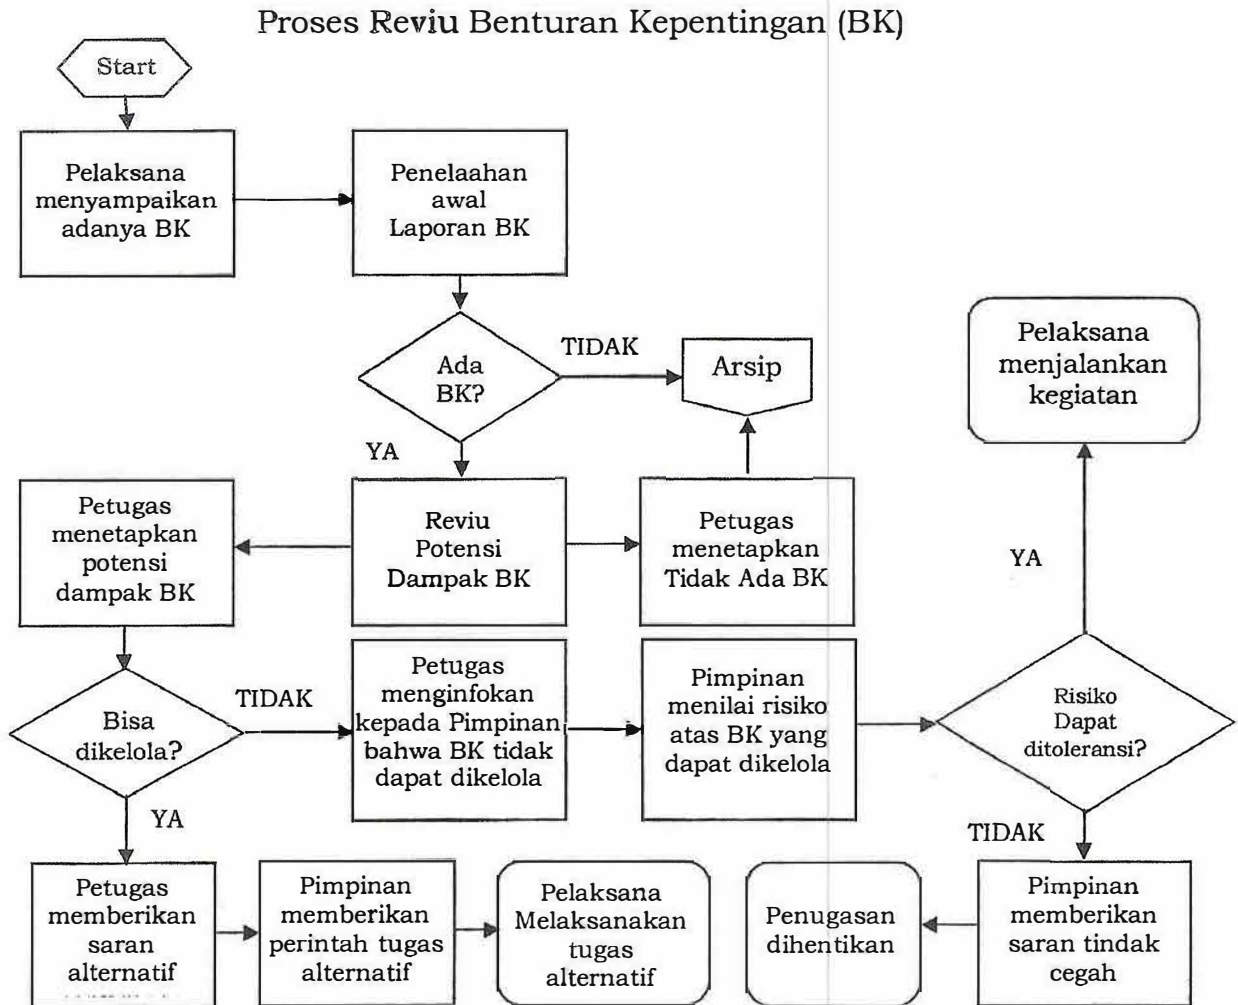 Proses Reviu Benturan Kepentingan (BK)
Start
Pelaksana
menyampaikan
adanya BK
Penelaahan
awal
Laporan BK
Ada
BK?
TIDAK
Arsip
YA
Pelaksana
menjalankan
kegiatan
Petugas
menetapkan
potensi
dampak BK
Reviu
Potensi
Dampak BK
Petugas
menetapkan
Tidak Ada BK
YA
Bisa
dikelola?
TIDAK
Petugas
menginfokan
kepada Pimpinan
bahwa BK tidak
dapat dikelola
Pimpinan
menilai risiko
atas BK yang
dapat dikelola
Risiko
Dapat
ditoleransi?
YA
TIDAK
Petugas
memberikan
saran
alternatif
Pimpinan
memberikan
perintah tugas
alternatif
Pelaksana
Melaksanakan
tugas
alternatif
Penugasan
dihentikan
Pimpinan
memberikan
saran tindak
cegah